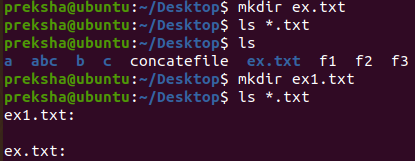 preksha@ubuntu:~/Desktop$ mkdir ex.txt
preksha@ubuntu:~/Desktop$ ls *.txt
preksha@ubuntu:~/Desktop$ ls
a  abc  b  c  concatefile  ex.txt  f1  f2  f3
preksha@ubuntu:~/Desktop$ mkdir ex1.txt
preksha@ubuntu:~/Desktop$ ls *.txt
ex1.txt:
ex.txt: